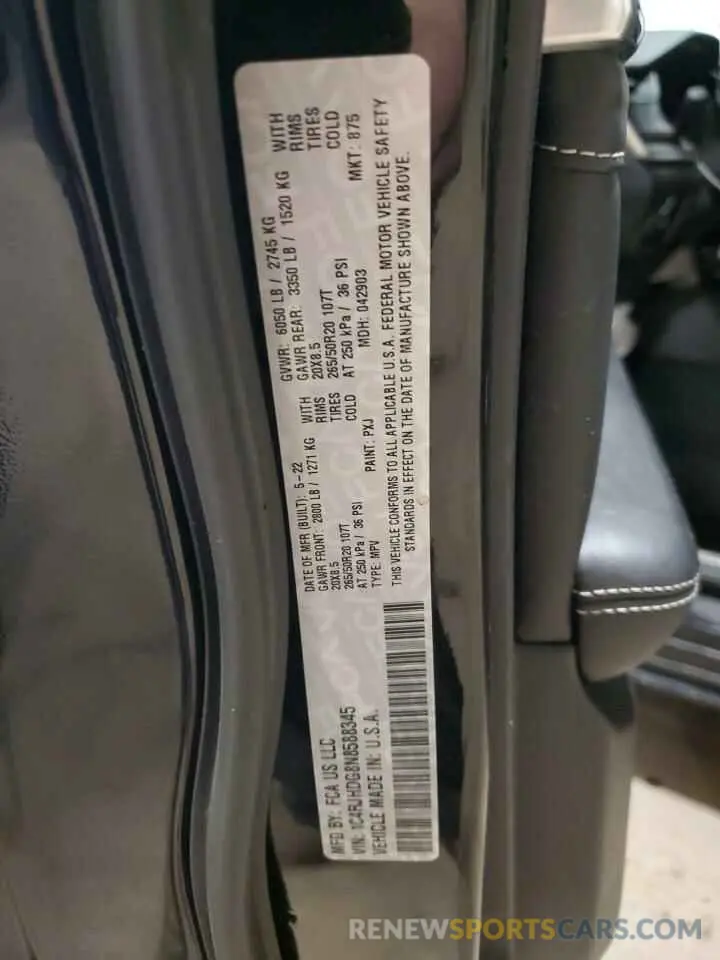 MFD BY: FCA US LLC
DATE OF MFR (BUILT): 5-22
GVWR: 6050 LB / 2745 KG
GAWR FRONT: 2800 LB / 1271 KG WITH
20X8.5 RIMS
265/50R20 107T TIRES
AT 250 kPa / 36 PSI COLD
GAWR REAR: 3350 LB / 1520 KG WITH
20X8.5 RIMS
265/50R20 107T TIRES
AT 250 kPa / 36 PSI COLD
VIN: 1C4RJHDG8N8588345
TYPE: MPV PAINT: PXJ MDH: 042903 MKT: 875
VEHICLE MADE IN: U.S.A.
THIS VEHICLE CONFORMS TO ALL APPLICABLE U.S.A. FEDERAL MOTOR VEHICLE SAFETY
STANDARDS IN EFFECT ON THE DATE OF MANUFACTURE SHOWN ABOVE.
RENEWSPORTSCARS.COM